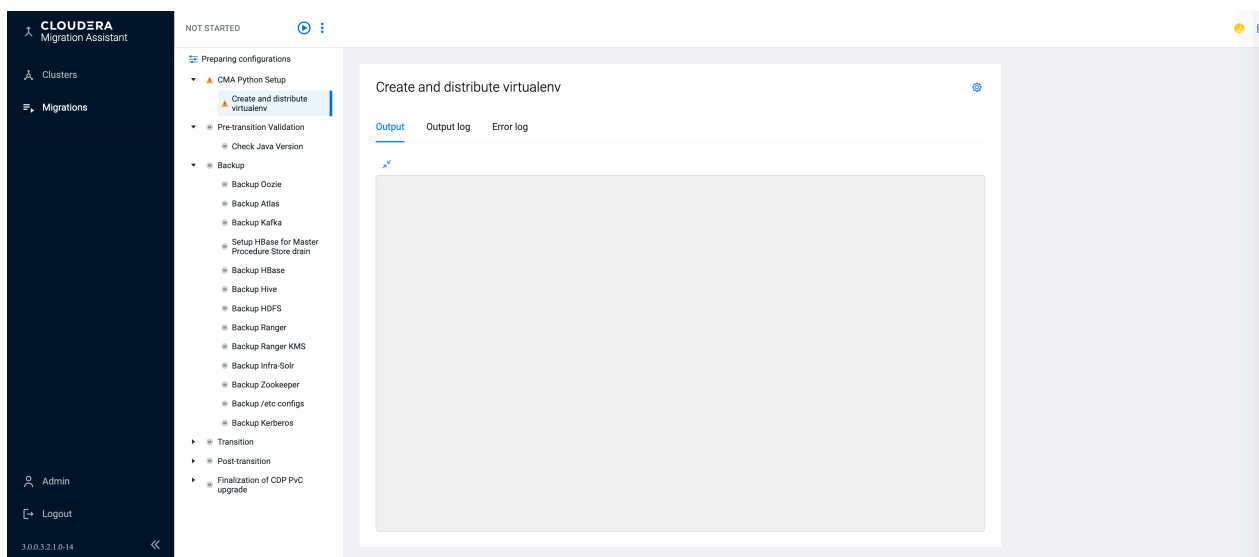 CLOUDERA
Migration Assistant
Clusters
Migrations
Admin
Logout
3.0.0.3.2.1.0-14
NOT STARTED
Preparing configurations
CMA Python Setup
Create and distribute
virtualenv
Pre-transition Validation
Check Java Version
Backup
Backup Oozie
Backup Atlas
Backup Kafka
Setup HBase for Master
Procedure Store drain
Backup HBase
Backup Hive
Backup HDFS
Backup Ranger
Backup Ranger KMS
Backup Infra-Solr
Backup Zookeeper
Backup /etc configs
Backup Kerberos
Transition
Post-transition
Finalization of CDP PvC
upgrade
Create and distribute virtualenv
Output Output log Error log